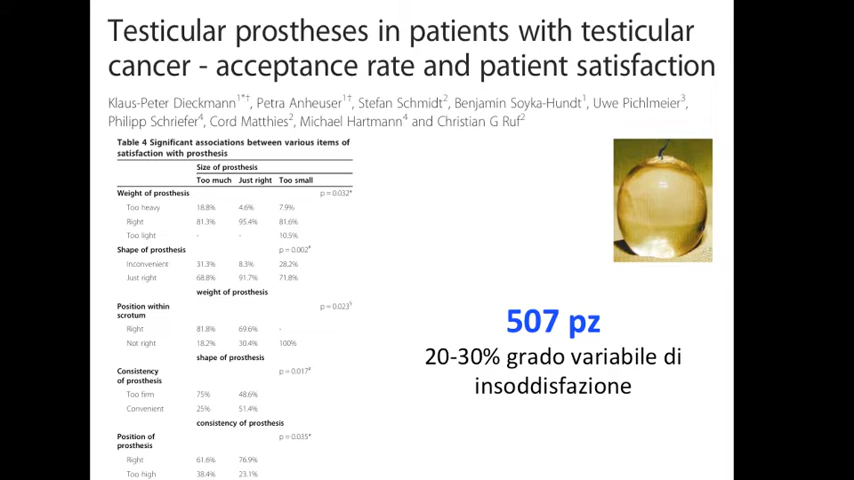 Testicular prostheses in patients with testicular
cancer - acceptance rate and patient satisfaction
Klaus-Peter Dieckmann1*†, Petra Anheuser1†, Stefan Schmidt2, Benjamin Soyka-Hundt1, Uwe Pichlmeier3,
Philipp Schriefer4, Cord Matthies2, Michael Hartmann4 and Christian G Ruf2
Table 4 Significant associations between various items of
satisfaction with prosthesis
Size of prosthesis
Too much Just right Too small
Weight of prosthesis p = 0.032*
Too heavy 18.8% 4.6% 7.9%
Right 81.3% 95.4% 81.6%
Too light - - 10.5%
Shape of prosthesis p = 0.002#
Inconvenient 31.3% 8.3% 28.2%
Just right 68.8% 91.7% 71.8%
weight of prosthesis
Position within p = 0.023§
scrotum
Right 81.8% 69.6% -
Not right 18.2% 30.4% 100%
shape of prosthesis
Consistency p = 0.017#
of prosthesis
Too firm 75% 48.6%
Convenient 25% 51.4%
consistency of prosthesis
Position of p = 0.035*
prosthesis
Right 61.6% 76.9%
Too high 38.4% 23.1%
507 pz
20-30% grado variabile di
insoddisfazione